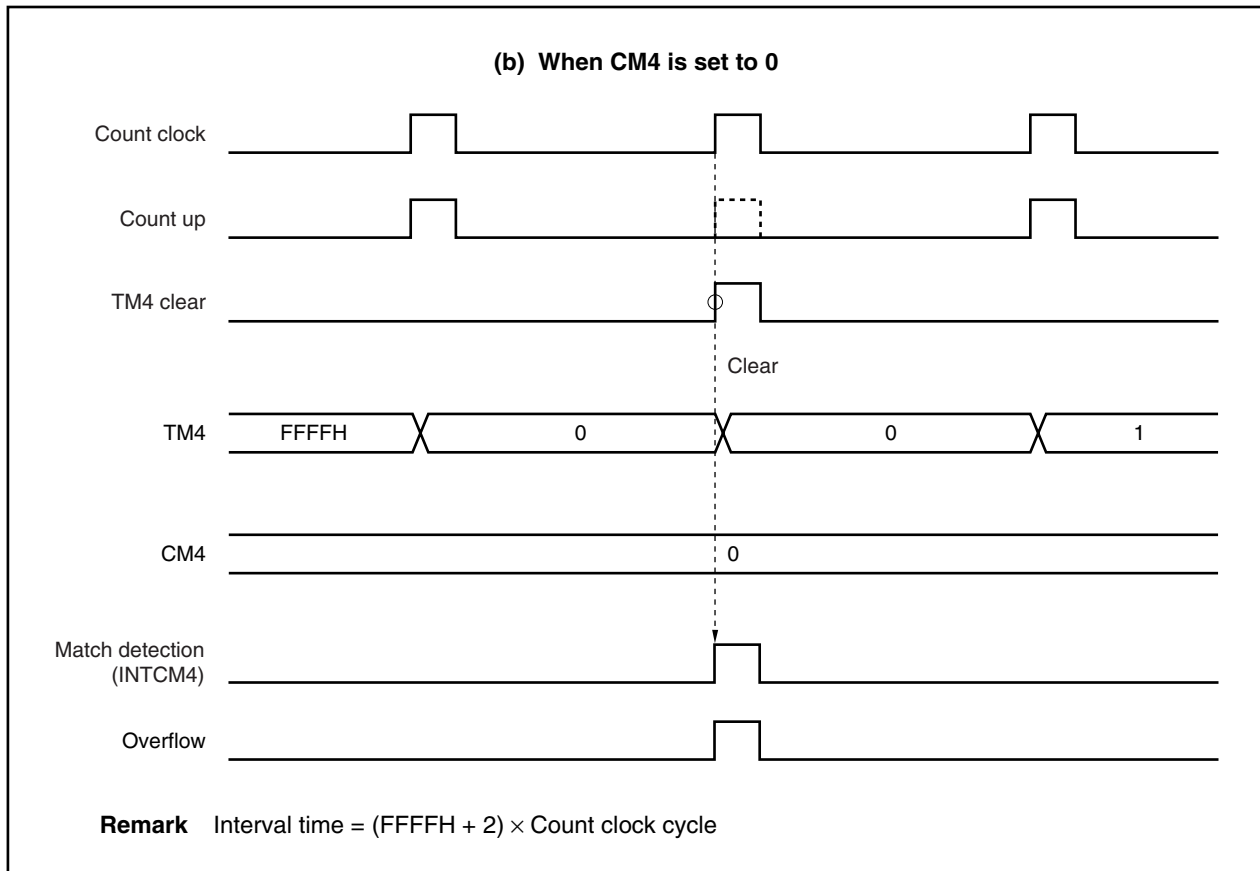 (b) When CM4 is set to 0
Count clock
Count up
TM4 clear
Clear
TM4
FFFFH
0
0
1
CM4
0
Match detection
(INTCM4)
Overflow
Remark Interval time = (FFFFH + 2) × Count clock cycle